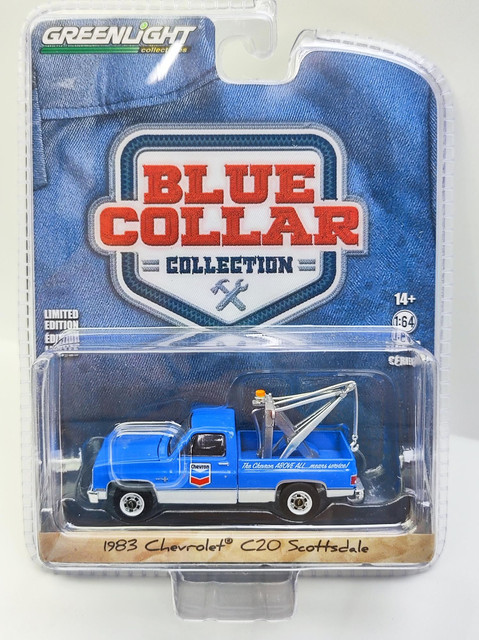 GREENLIGHT
collectibles
BLUE
COLLAR
COLLECTION
14+
1:64
LIMITED
EDITION
SERIES
Chevron
The Chevron ABOVE ALL...means service!
1983 Chevrolet® C20 Scottsdale